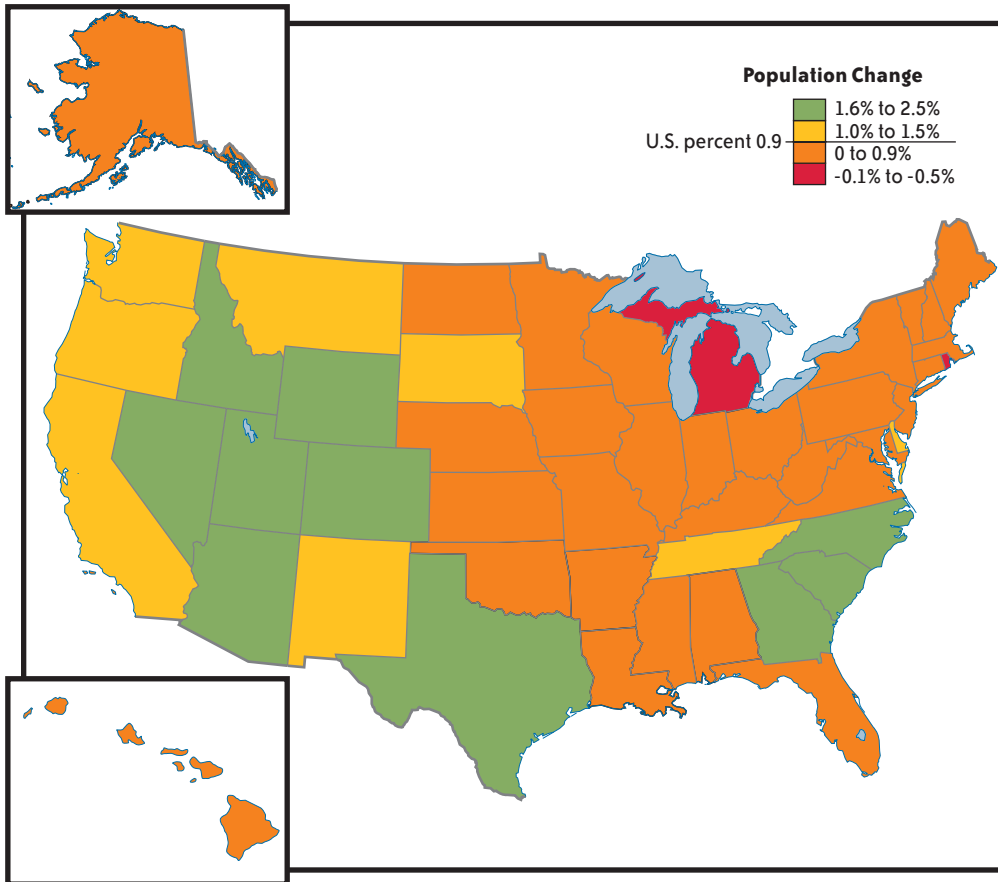 Population Change
1.6% to 2.5%
1.0% to 1.5%
U.S. percent 0.9
0 to 0.9%
-0.1% to -0.5%